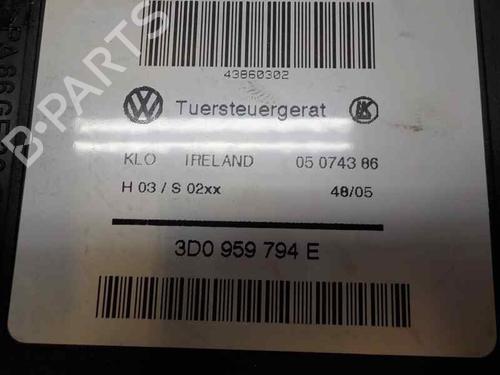 43860302
Tuersteuergerat
KLO IRELAND 05 0743 86
H 03 / S 02xx 48/05
3D0 959 794 E
B-PARTS